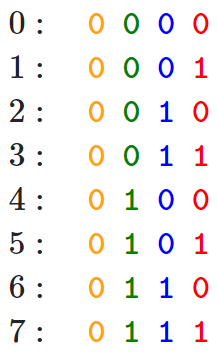 0 : 0 0 0 0
1 : 0 0 0 1
2 : 0 0 1 0
3 : 0 0 1 1
4 : 0 1 0 0
5 : 0 1 0 1
6 : 0 1 1 0
7 : 0 1 1 1